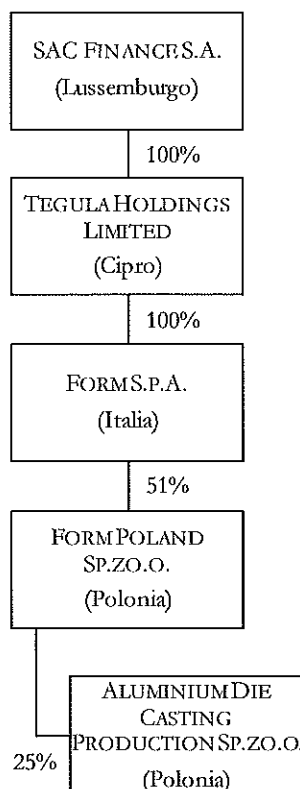 SAC FINANCE S.A.
(Lussemburgo)
100%
TEGULA HOLDINGS
LIMITED
(Cipro)
100%
FORM S.P.A.
(Italia)
51%
FORM POLAND
SP.ZO.O.
(Polonia)
ALUMINIUM DIE
CASTING
PRODUCTION SP.ZO.O.
25%
(Polonia)